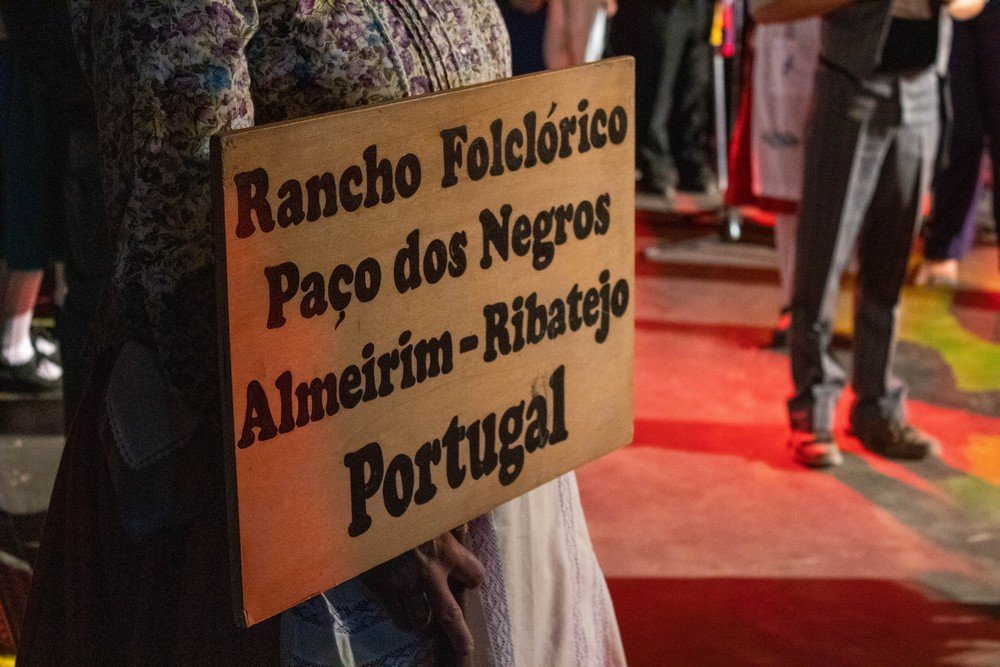 Rancho Folclórico
Paço dos Negros
Almeirim-Ribatejo
Portugal